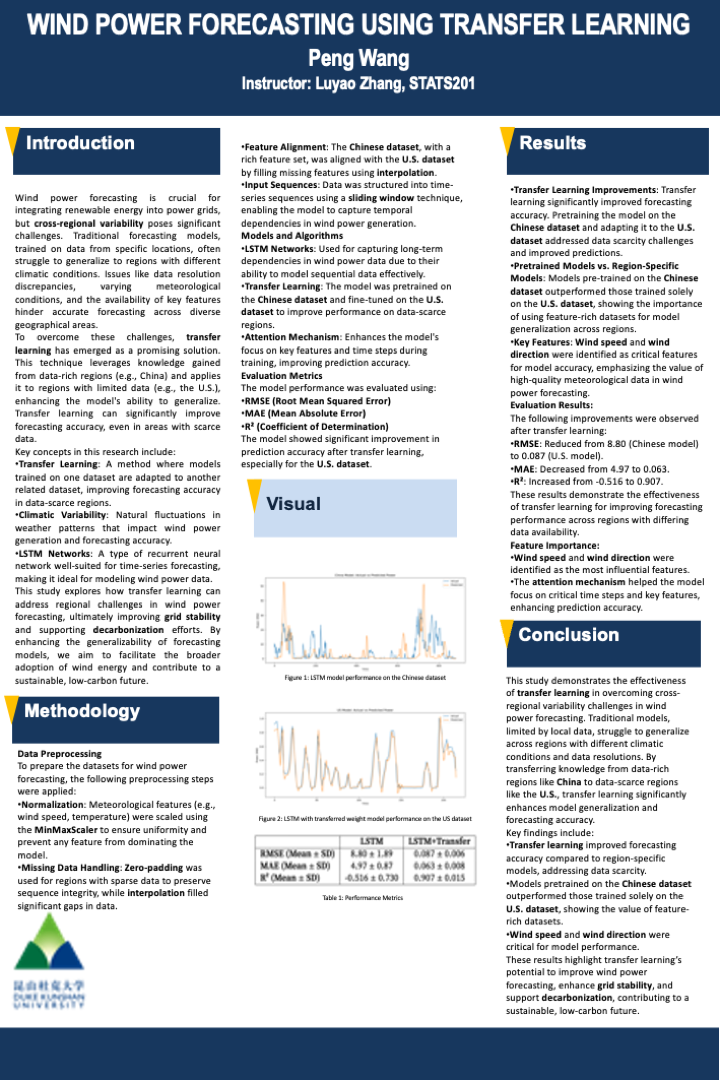 WIND POWER FORECASTING USING TRANSFER LEARNING
Peng Wang
Instructor: Luyao Zhang, STATS201
Introduction
Wind power forecasting is crucial for
integrating renewable energy into power grids,
but cross-regional variability poses significant
challenges. Traditional forecasting models,
trained on data from specific locations, often
struggle to generalize to regions with different
climatic conditions. Issues like data resolution
discrepancies, varying meteorological
conditions, and the availability of key features
hinder accurate forecasting across diverse
geographical areas.
To overcome these challenges, transfer
learning has emerged as a promising solution.
This technique leverages knowledge gained
from data-rich regions (e.g., China) and applies
it to regions with limited data (e.g., the U.S.),
enhancing the model's ability to generalize.
Transfer learning can significantly improve
forecasting accuracy, even in areas with scarce
data.
Key concepts in this research include:
•Transfer Learning: A method where models
trained on one dataset are adapted to another
related dataset, improving forecasting accuracy
in data-scarce regions.
•Climatic Variability: Natural fluctuations in
weather patterns that impact wind power
generation and forecasting accuracy.
•LSTM Networks: A type of recurrent neural
network well-suited for time-series forecasting,
making it ideal for modeling wind power data.
This study explores how transfer learning can
address regional challenges in wind power
forecasting, ultimately improving grid stability
and supporting decarbonization efforts. By
enhancing the generalizability of forecasting
models, we aim to facilitate the broader
adoption of wind energy and contribute to a
sustainable, low-carbon future.
Methodology
Data Preprocessing
To prepare the datasets for wind power
forecasting, the following preprocessing steps
were applied:
•Normalization: Meteorological features (e.g.,
wind speed, temperature) were scaled using
the MinMaxScaler to ensure uniformity and
prevent any feature from dominating the
model.
•Missing Data Handling: Zero-padding was
used for regions with sparse data to preserve
sequence integrity, while interpolation filled
significant gaps in data.
昆山杜克大学
DUKE KUNSHAN
UNIVERSITY
•Feature Alignment: The Chinese dataset, with a
rich feature set, was aligned with the U.S. dataset
by filling missing features using interpolation.
•Input Sequences: Data was structured into time-
series sequences using a sliding window technique,
enabling the model to capture temporal
dependencies in wind power generation.
Models and Algorithms
•LSTM Networks: Used for capturing long-term
dependencies in wind power data due to their
ability to model sequential data effectively.
•Transfer Learning: The model was pretrained on
the Chinese dataset and fine-tuned on the U.S.
dataset to improve performance on data-scarce
regions.
•Attention Mechanism: Enhances the model's
focus on key features and time steps during
training, improving prediction accuracy.
Evaluation Metrics
The model performance was evaluated using:
•RMSE (Root Mean Squared Error)
•MAE (Mean Absolute Error)
•R² (Coefficient of Determination)
The model showed significant improvement in
prediction accuracy after transfer learning,
especially for the U.S. dataset.
Visual
Figure 1: LSTM model performance on the Chinese dataset
Figure 2: LSTM with transferred weight model performance on the US dataset
LSTM LSTM+Transfer
RMSE (Mean ± SD) 8.80 ± 1.89 0.087 ± 0.006
MAE (Mean ± SD) 4.97 ± 0.87 0.063 ± 0.008
R² (Mean ± SD) -0.516 ± 0.730 0.907 ± 0.015
Table 1: Performance Metrics
Results
•Transfer Learning Improvements: Transfer
learning significantly improved forecasting
accuracy. Pretraining the model on the
Chinese dataset and adapting it to the U.S.
dataset addressed data scarcity challenges
and improved predictions.
•Pretrained Models vs. Region-Specific
Models: Models pre-trained on the Chinese
dataset outperformed those trained solely
on the U.S. dataset, showing the importance
of using feature-rich datasets for model
generalization across regions.
•Key Features: Wind speed and wind
direction were identified as critical features
for model accuracy, emphasizing the value of
high-quality meteorological data in wind
power forecasting.
Evaluation Results:
The following improvements were observed
after transfer learning:
•RMSE: Reduced from 8.80 (Chinese model)
to 0.087 (U.S. model).
•MAE: Decreased from 4.97 to 0.063.
•R²: Increased from -0.516 to 0.907.
These results demonstrate the effectiveness
of transfer learning for improving forecasting
performance across regions with differing
data availability.
Feature Importance:
•Wind speed and wind direction were
identified as the most influential features.
•The attention mechanism helped the model
focus on critical time steps and key features,
enhancing prediction accuracy.
Conclusion
This study demonstrates the effectiveness
of transfer learning in overcoming cross-
regional variability challenges in wind
power forecasting. Traditional models,
limited by local data, struggle to generalize
across regions with different climatic
conditions and data resolutions. By
transferring knowledge from data-rich
regions like China to data-scarce regions
like the U.S., transfer learning significantly
enhances model generalization and
forecasting accuracy.
Key findings include:
•Transfer learning improved forecasting
accuracy compared to region-specific
models, addressing data scarcity.
•Models pretrained on the Chinese dataset
outperformed those trained solely on the
U.S. dataset, showing the value of feature-
rich datasets.
•Wind speed and wind direction were
critical for model performance.
These results highlight transfer learning's
potential to improve wind power
forecasting, enhance grid stability, and
support decarbonization, contributing to a
sustainable, low-carbon future.